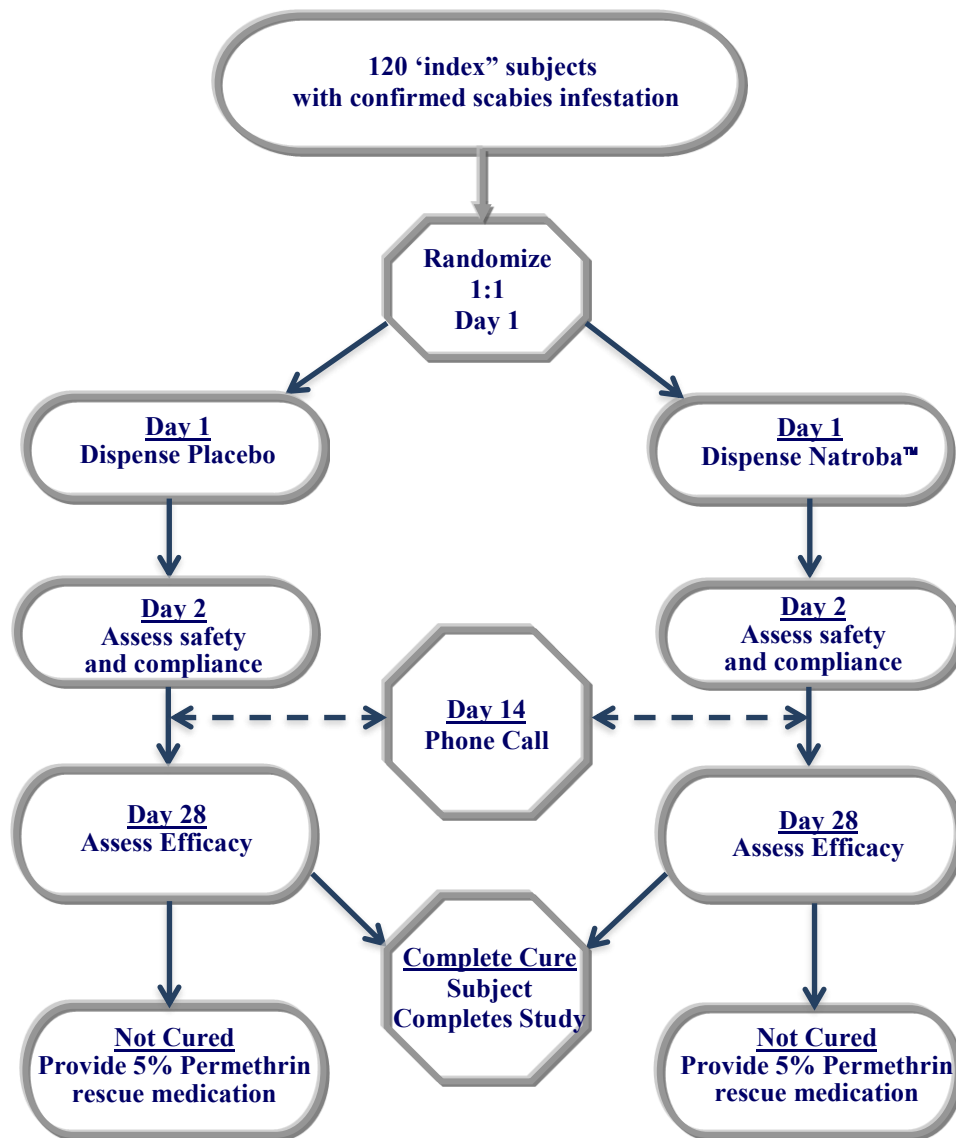 120 ‘index” subjects
with confirmed scabies infestation
Randomize
1:1
Day 1
Day 1
Dispense Placebo
Day 1
Dispense Natroba™
Day 2
Assess safety
and compliance
Day 2
Assess safety
and compliance
Day 14
Phone Call
Day 28
Assess Efficacy
Day 28
Assess Efficacy
Complete Cure
Subject
Completes Study
Not Cured
Provide 5% Permethrin
rescue medication
Not Cured
Provide 5% Permethrin
rescue medication